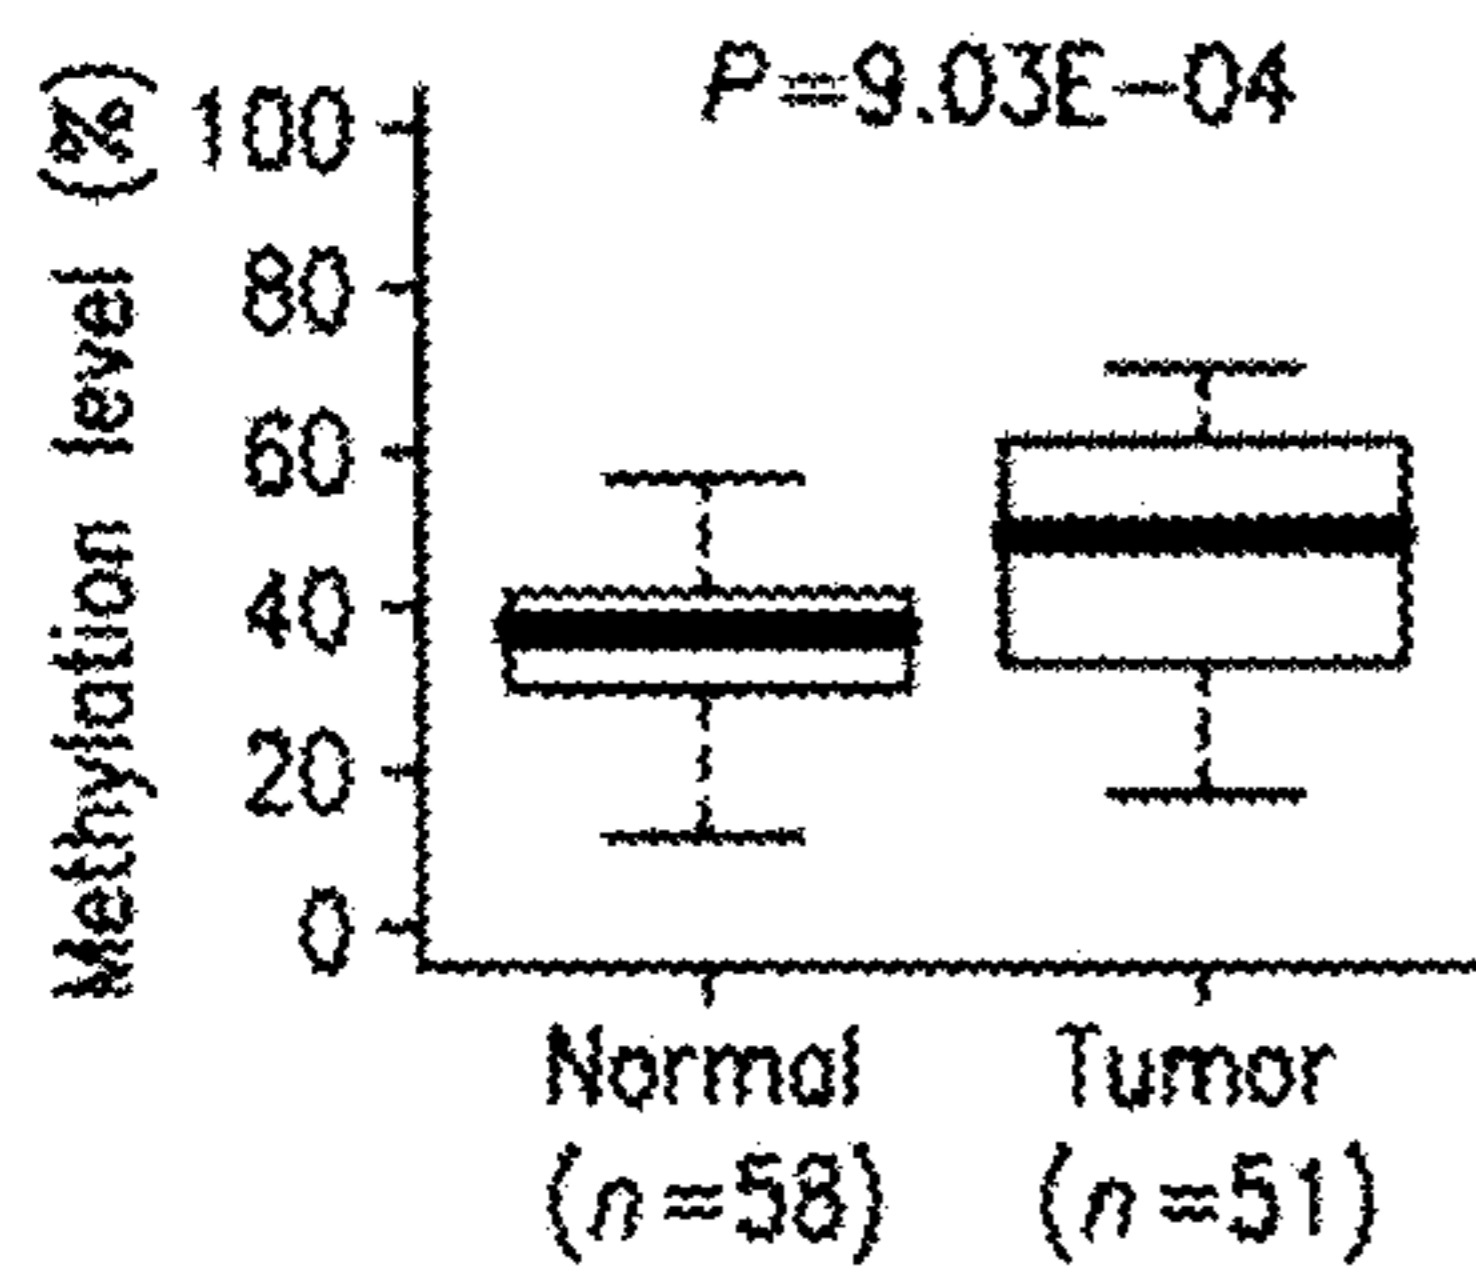 P=9.03E-04
Methylation level (%)
100
80
60
40
20
0
Normal Tumor
(n=58) (n=51)